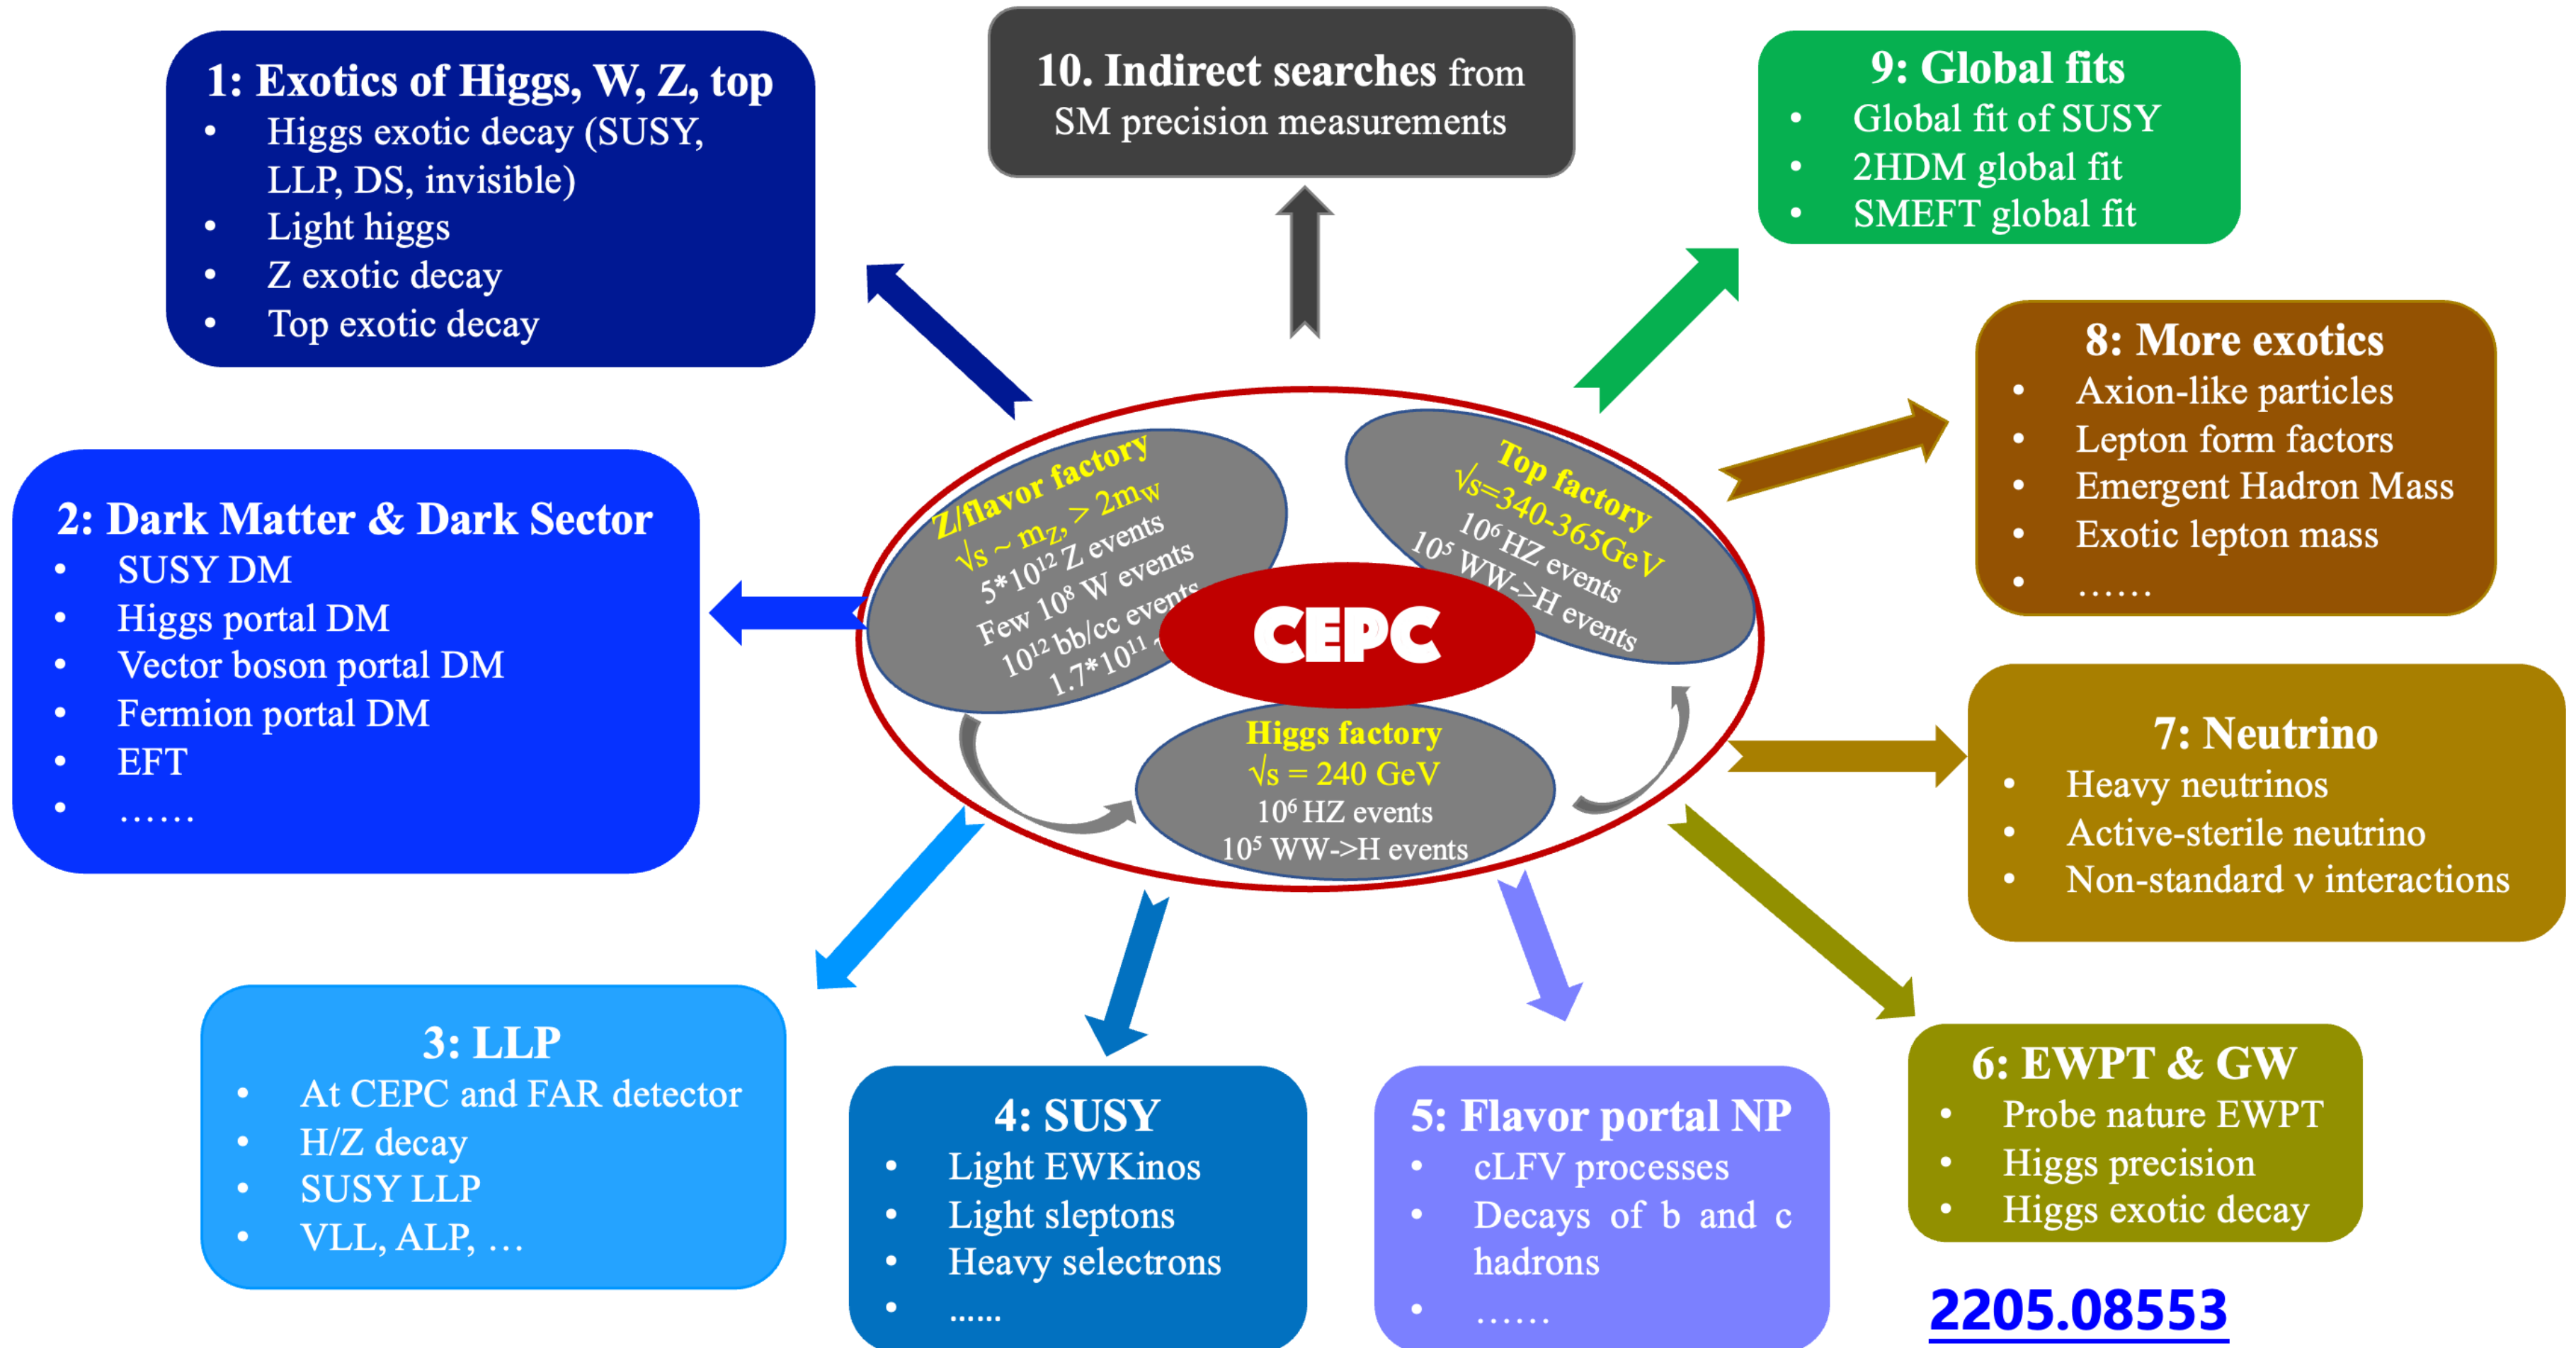 1: Exotics of Higgs, W, Z, top
• Higgs exotic decay (SUSY,
LLP, DS, invisible)
• Light higgs
• Z exotic decay
• Top exotic decay
10. Indirect searches from
SM precision measurements
9: Global fits
• Global fit of SUSY
• 2HDM global fit
• SMEFT global fit
8: More exotics
• Axion-like particles
• Lepton form factors
• Emergent Hadron Mass
• Exotic lepton mass
• ……
2: Dark Matter & Dark Sector
• SUSY DM
• Higgs portal DM
• Vector boson portal DM
• Fermion portal DM
• EFT
• ……
Z/flavor factory
√s ~ m_Z, > 2m_W
5*10¹² Z events
Few 10⁸ W events
10¹² bb/cc events
1.7*10¹¹
Top factory
√s=340-365GeV
10⁶ HZ events
10⁵ WW->H events
CEPC
Higgs factory
√s = 240 GeV
10⁶ HZ events
10⁵ WW->H events
7: Neutrino
• Heavy neutrinos
• Active-sterile neutrino
• Non-standard ν interactions
3: LLP
• At CEPC and FAR detector
• H/Z decay
• SUSY LLP
• VLL, ALP, …
4: SUSY
• Light EWKinos
• Light sleptons
• Heavy selectrons
• ……
5: Flavor portal NP
• cLFV processes
• Decays of b and c
hadrons
• ……
6: EWPT & GW
• Probe nature EWPT
• Higgs precision
• Higgs exotic decay
2205.08553